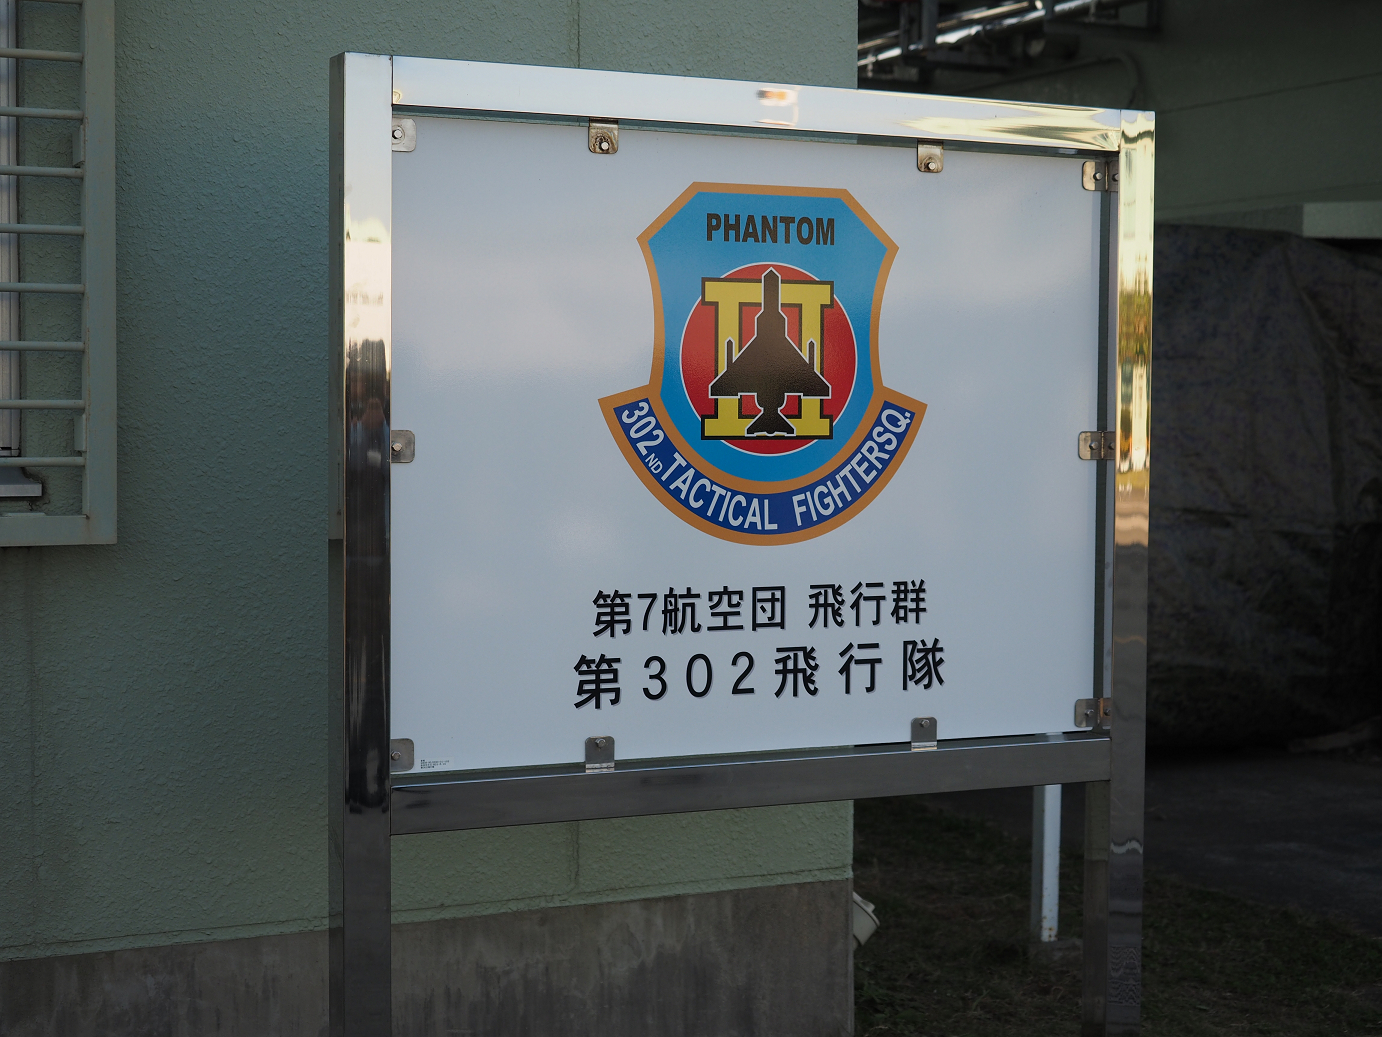 PHANTOM
II
302ND TACTICAL FIGHTERSQ.
第7航空団 飛行群
第302飛行隊